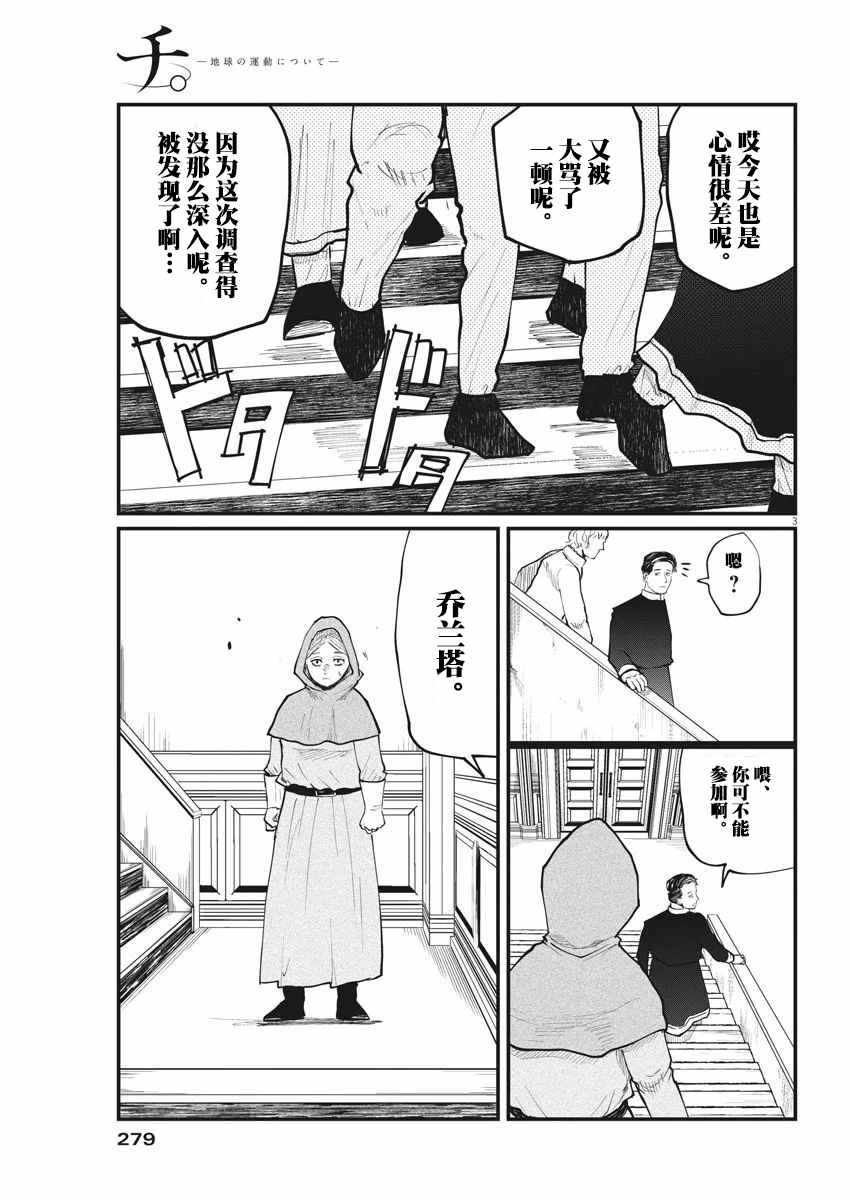 チ。
—地球の運動について—
哎今天也是
心情很差呢。
又被
大骂了
一顿呢。
因为这次调查得
没那么深入呢。
被发现了啊…
ドタ
ドタ
3
嗯？
喂、
你可不能
参加啊。
乔兰塔。
279